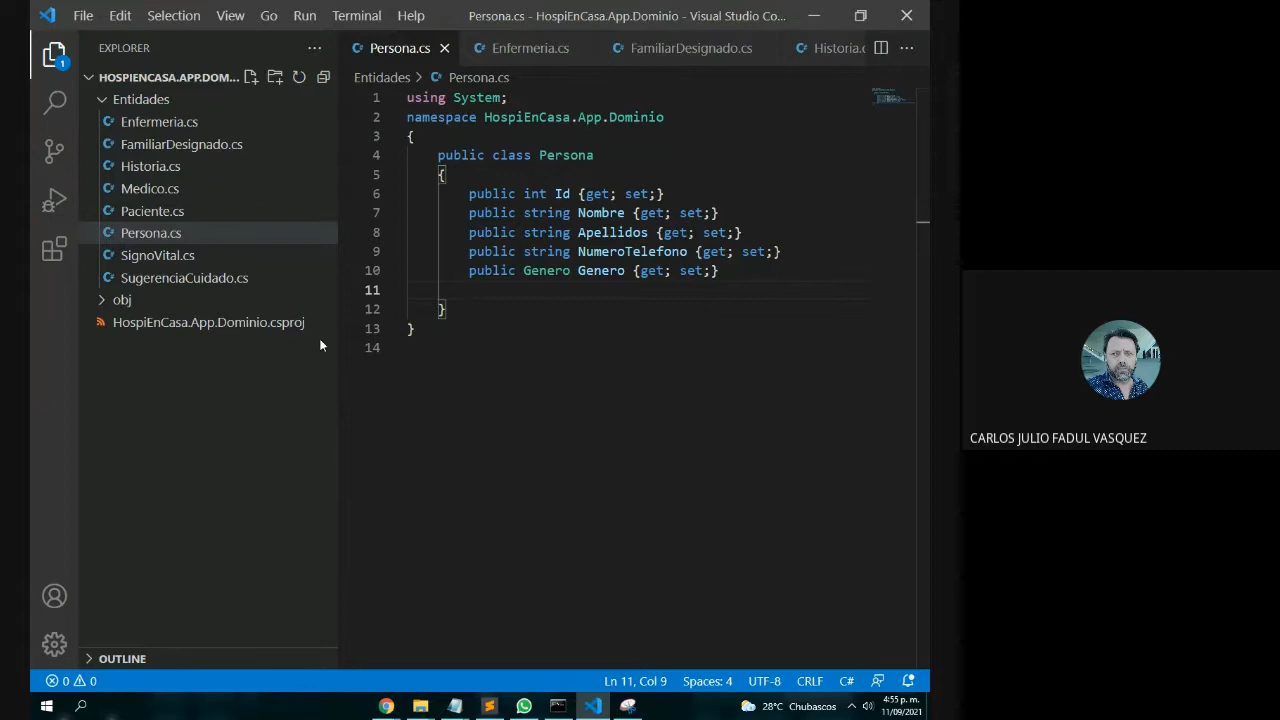 File Edit Selection View Go Run Terminal Help Persona.cs - HospiEnCasa.App.Dominio - Visual Studio Co...
EXPLORER
1
HOSPIENCASA.APP.DOM...
Entidades
Enfermeria.cs
FamiliarDesignado.cs
Historia.cs
Medico.cs
Paciente.cs
Persona.cs
SignoVital.cs
SugerenciaCuidado.cs
obj
HospiEnCasa.App.Dominio.csproj
OUTLINE
Persona.cs Enfermeria.cs FamiliarDesignado.cs Historia.c
Entidades > Persona.cs
1 using System;
2 namespace HospiEnCasa.App.Dominio
3 {
4 public class Persona
5 {
6 public int Id {get; set;}
7 public string Nombre {get; set;}
8 public string Apellidos {get; set;}
9 public string NumeroTelefono {get; set;}
10 public Genero Genero {get; set;}
11
12 }
13 }
14
CARLOS JULIO FADUL VASQUEZ
0 0 Ln 11, Col 9 Spaces: 4 UTF-8 CRLF C#
28°C Chubascos
4:55 p. m.
11/09/2021